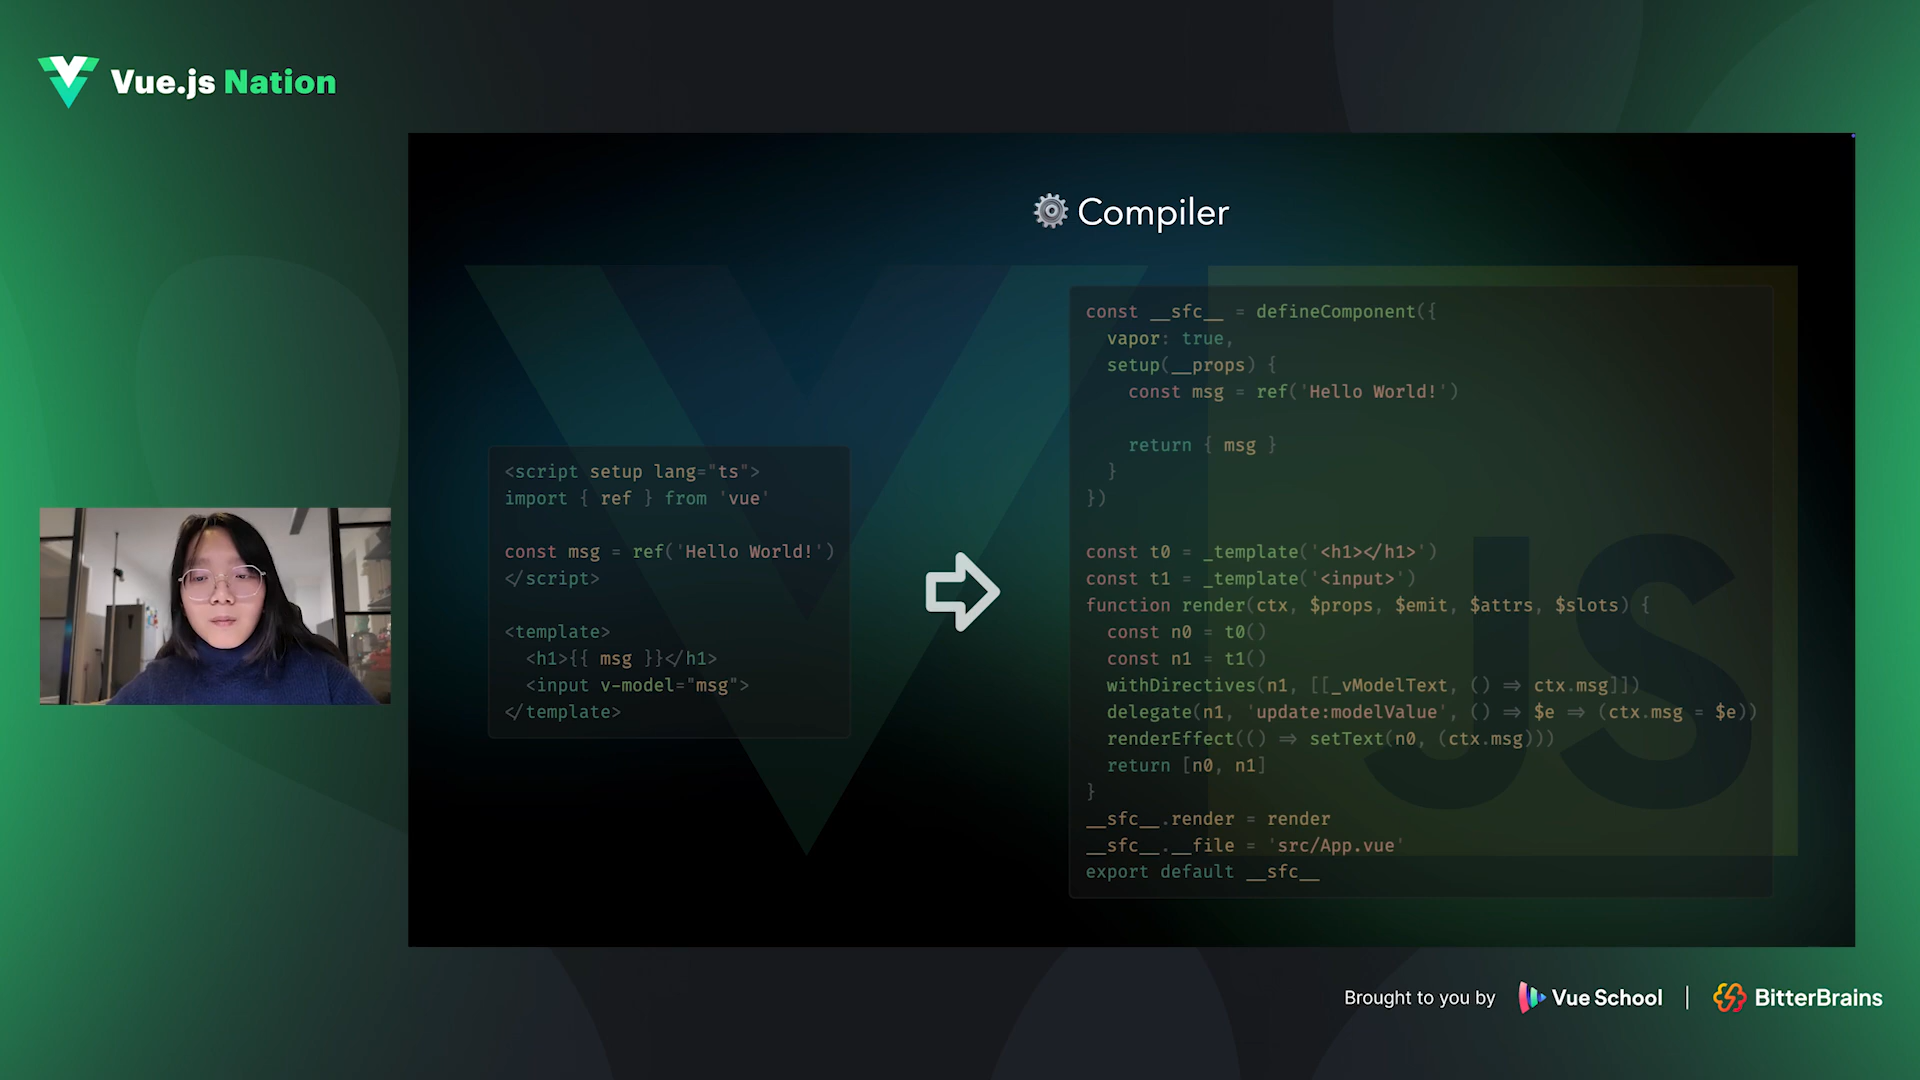 Vue.js Nation
⚙️ Compiler
<script setup lang="ts">
import { ref } from 'vue'
const msg = ref('Hello World!')
</script>
<template>
<h1>{{ msg }}</h1>
<input v-model="msg">
</template>
const __sfc__ = defineComponent({
vapor: true,
setup(__props) {
const msg = ref('Hello World!')
return { msg }
}
})
const t0 = _template('<h1></h1>')
const t1 = _template('<input>')
function render(ctx, $props, $emit, $attrs, $slots) {
const n0 = t0()
const n1 = t1()
withDirectives(n1, [[_vModelText, () => ctx.msg]])
delegate(n1, 'update:modelValue', () => $e => (ctx.msg = $e))
renderEffect(() => setText(n0, (ctx.msg)))
return [n0, n1]
}
__sfc__.render = render
__sfc__.__file = 'src/App.vue'
export default __sfc__
JS
Brought to you by Vue School | BitterBrains